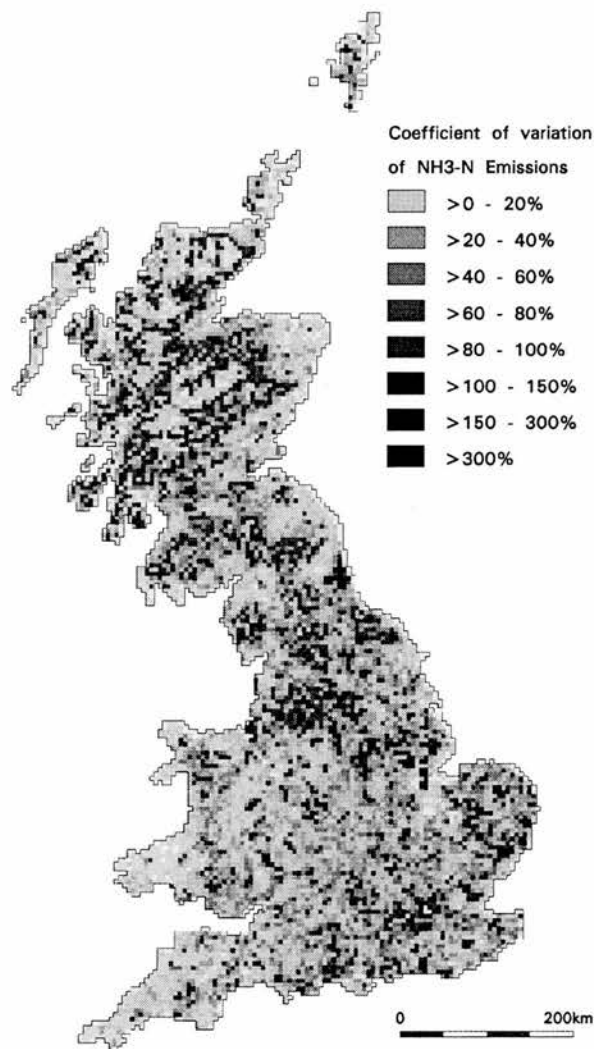 Coefficient of variation
of NH3-N Emissions
>0 - 20%
>20 - 40%
>40 - 60%
>60 - 80%
>80 - 100%
>100 - 150%
>150 - 300%
>300%
0 200km